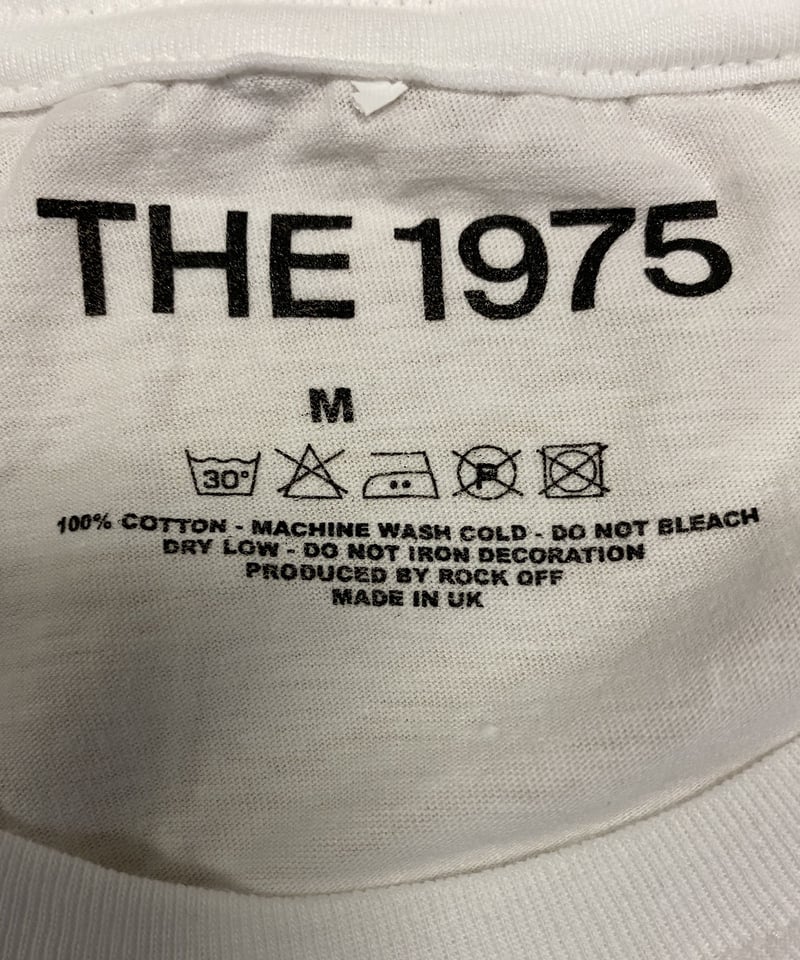 THE 1975
M
30° P
100% COTTON - MACHINE WASH COLD - DO NOT BLEACH
DRY LOW - DO NOT IRON DECORATION
PRODUCED BY ROCK OFF
MADE IN UK